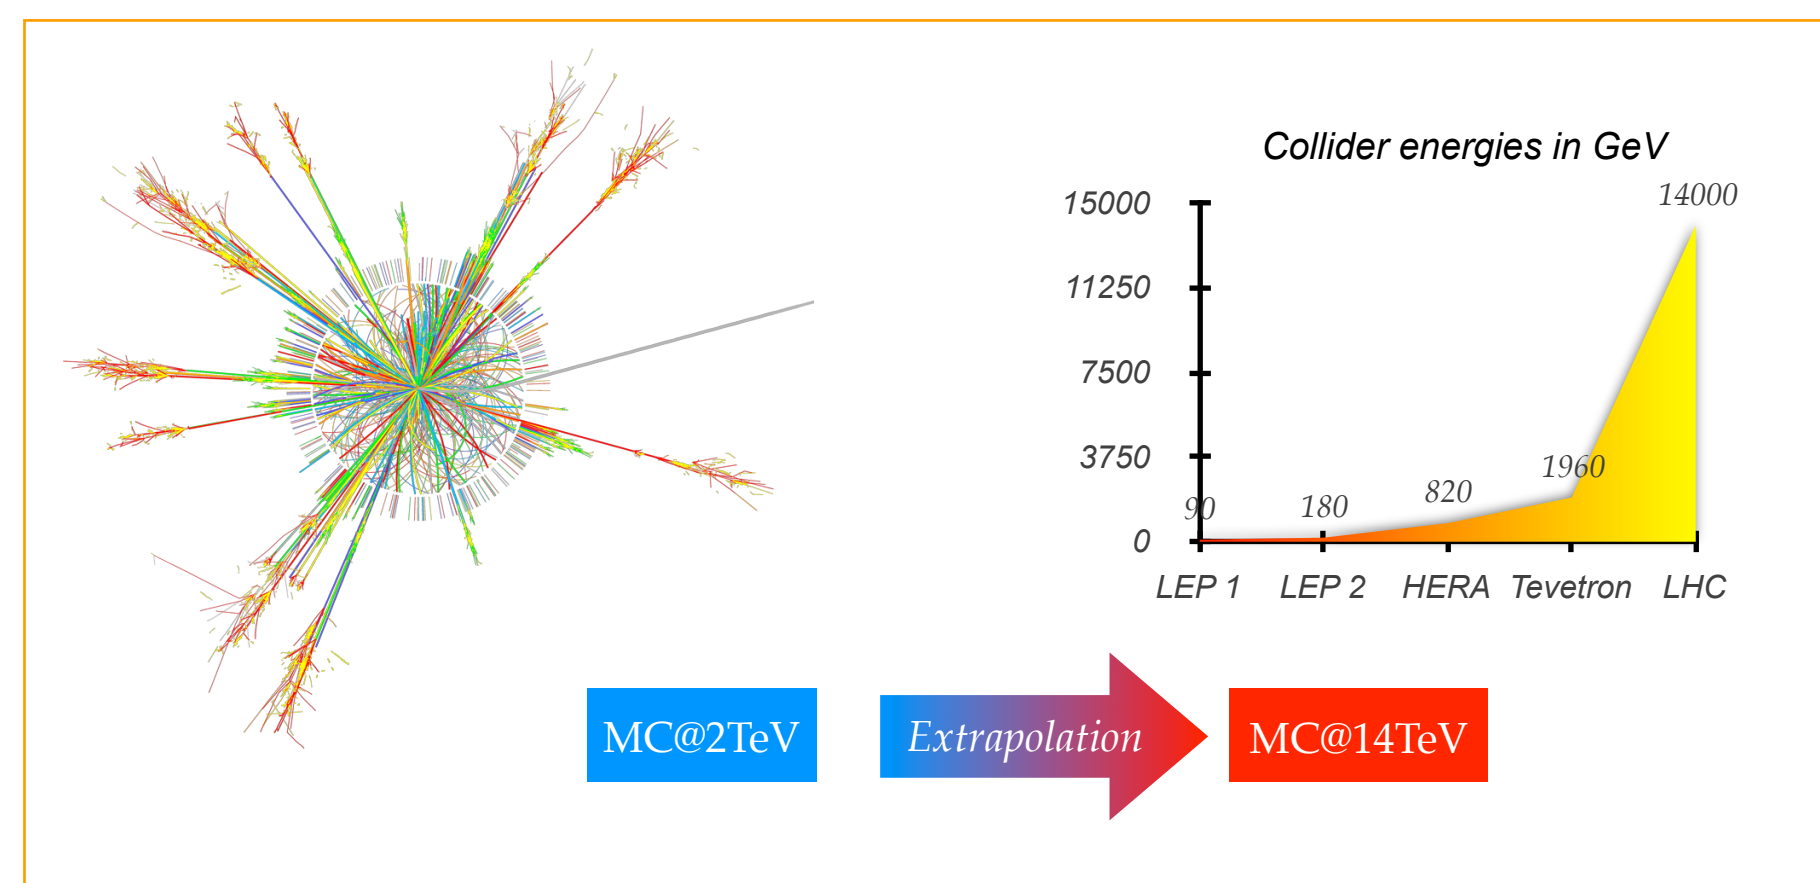 Collider energies in GeV
15000
11250
7500
3750
0
90
180
820
1960
14000
LEP 1
LEP 2
HERA
Tevetron
LHC
MC@2TeV
Extrapolation
MC@14TeV